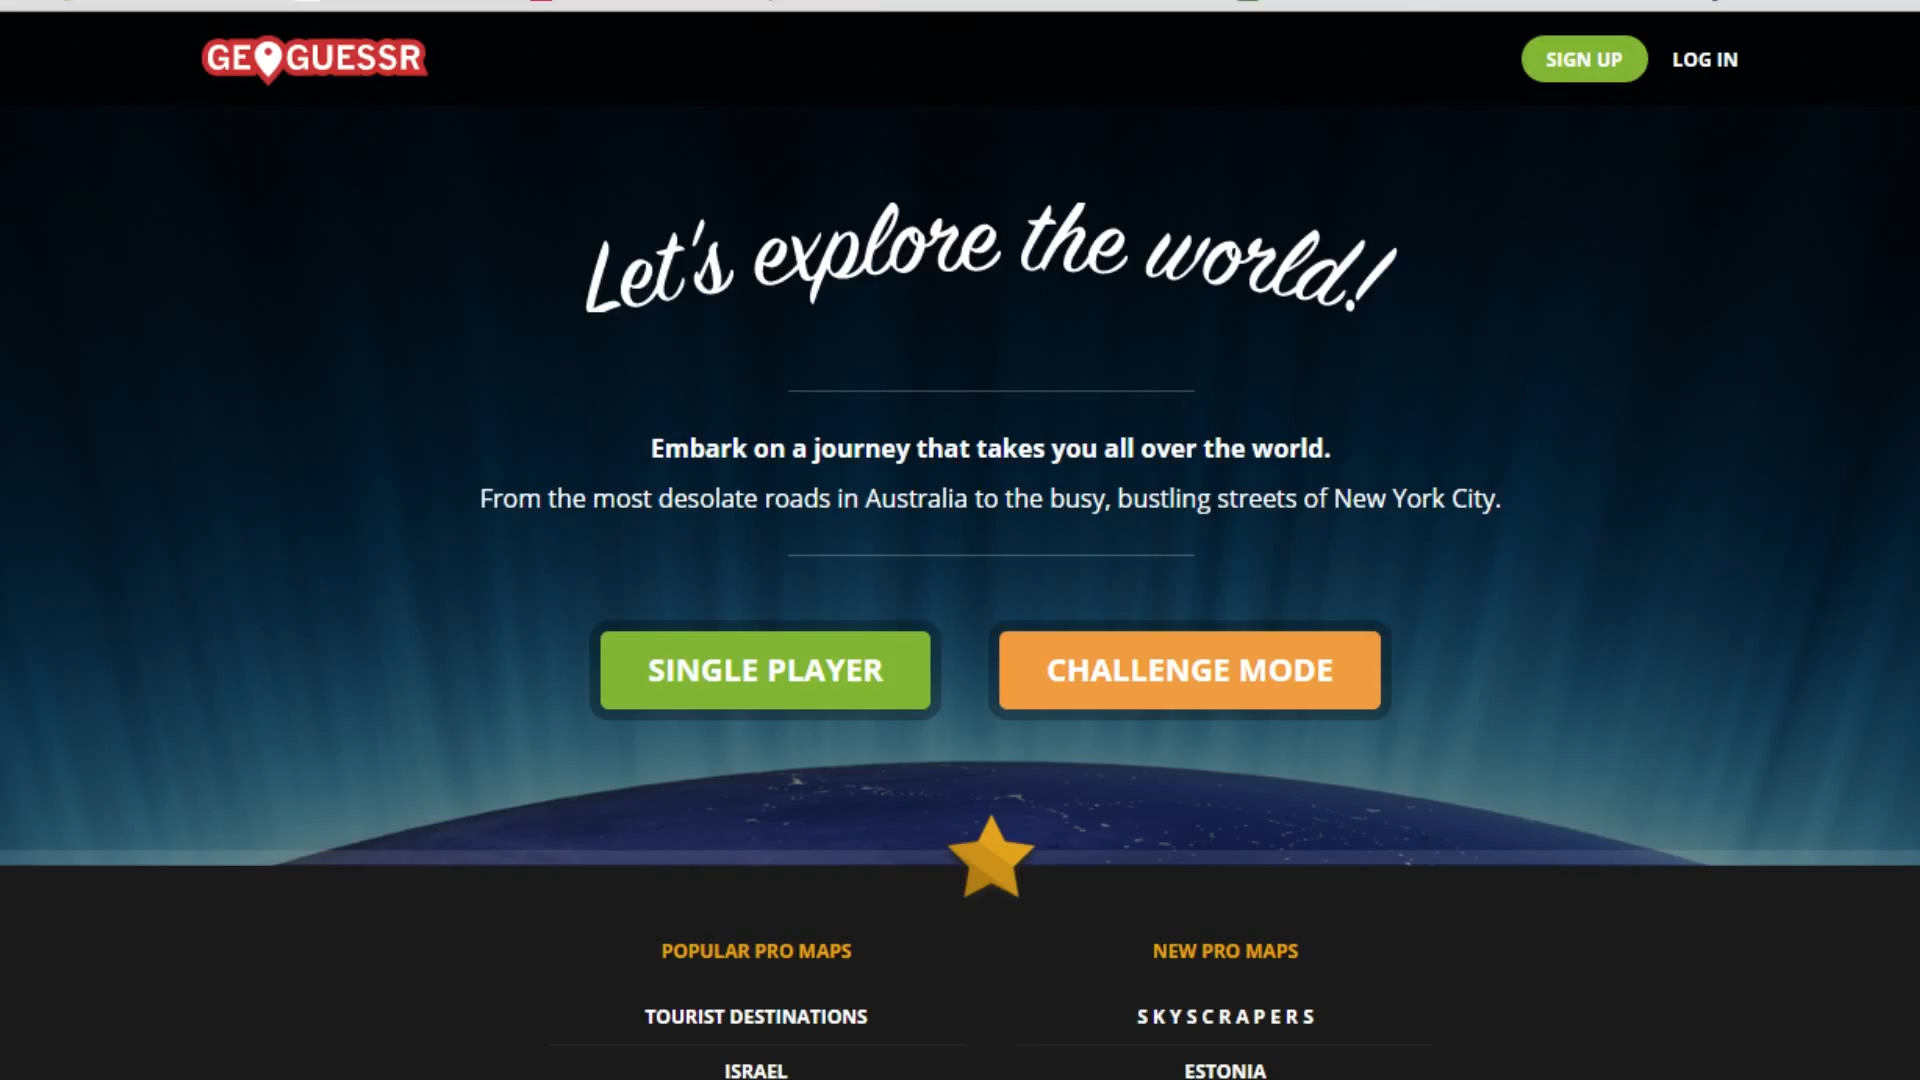 GEOGUESSR
SIGN UP
LOG IN
Let's explore the world!
Embark on a journey that takes you all over the world.
From the most desolate roads in Australia to the busy, bustling streets of New York City.
SINGLE PLAYER
CHALLENGE MODE
POPULAR PRO MAPS
TOURIST DESTINATIONS
ISRAEL
NEW PRO MAPS
S K Y S C R A P E R S
ESTONIA